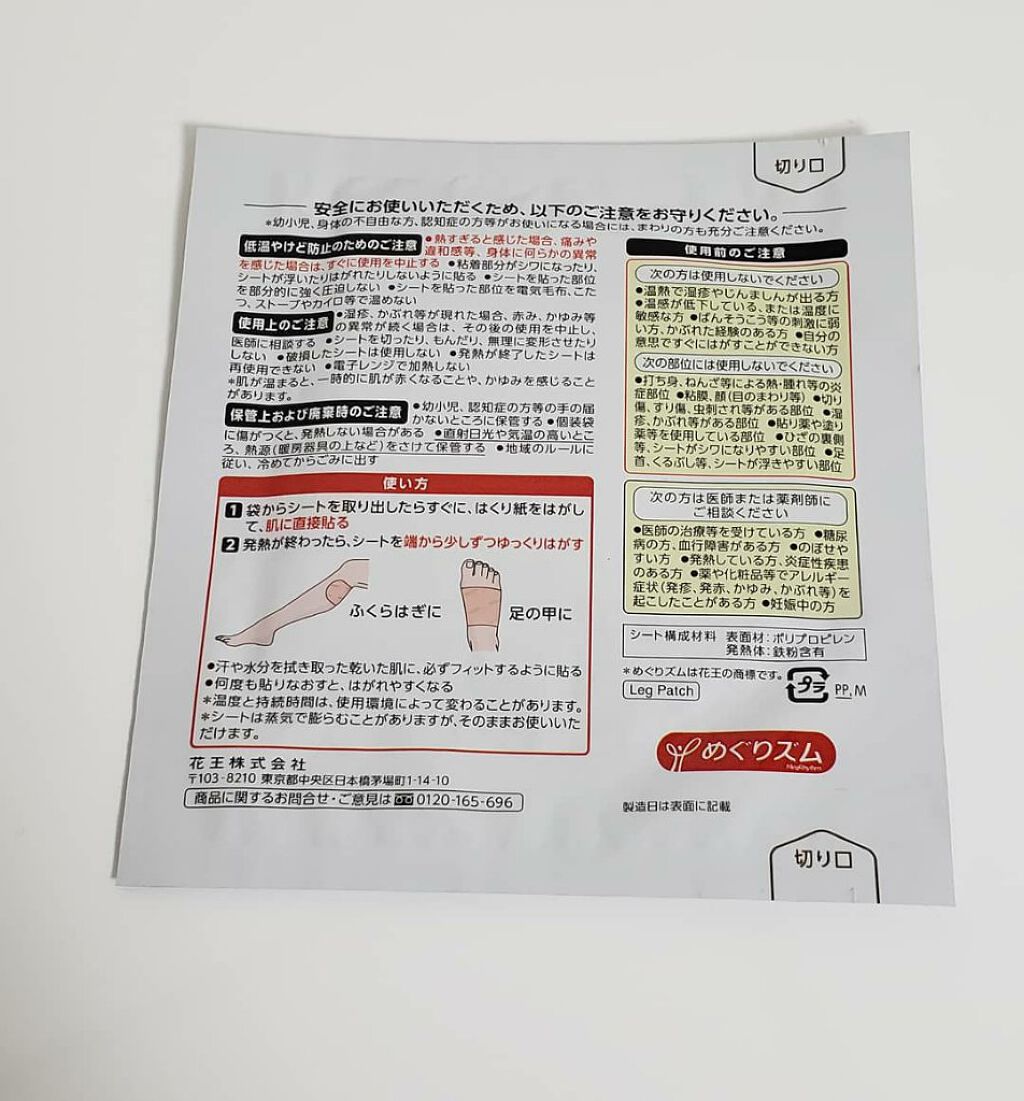 切り口
安全にお使いいただくため、以下のご注意をお守りください。
*幼小児、身体の不自由な方、認知症の方等がお使いになる場合には、まわりの方も充分ご注意ください。
低温やけど防止のためのご注意 ●熱すぎると感じた場合、痛みや
違和感等、身体に何らかの異常
を感じた場合は、すぐに使用を中止する ●粘着部分がシワになったり、
シートが浮いたりはがれたりしないように貼る ●シートを貼った部位
を部分的に強く圧迫しない ●シートを貼った部位を電気毛布、こた
つ、ストーブやカイロ等で温めない
使用上のご注意 ●湿疹、かぶれ等が現れた場合、赤み、かゆみ等
の異常が続く場合は、その後の使用を中止し、
医師に相談する ●シートを切ったり、もんだり、無理に変形させたり
しない ●破損したシートは使用しない ●発熱が終了したシートは
再使用できない ●電子レンジで加熱しない
*肌が温まると、一時的に肌が赤くなることや、かゆみを感じること
があります。
保管上および廃棄時のご注意 ●幼小児、認知症の方等の手の届
かないところに保管する ●個装袋
に傷がつくと、発熱しない場合がある ●直射日光や気温の高いとこ
ろ、熱源(暖房器具の上など)をさけて保管する ●地域のルールに
従い、冷めてからごみに出す
使い方
1 袋からシートを取り出したらすぐに、はくり紙をはがし
て、肌に直接貼る
2 発熱が終わったら、シートを端から少しずつゆっくりはがす
ふくらはぎに
足の甲に
●汗や水分を拭き取った乾いた肌に、必ずフィットするように貼る
●何度も貼りなおすと、はがれやすくなる
*温度と持続時間は、使用環境によって変わることがあります。
*シートは蒸気で膨らむことがありますが、そのままお使いいた
だけます。
花王株式会社
〒103-8210 東京都中央区日本橋茅場町1-14-10
商品に関するお問合せ・ご意見は 0120-165-696
使用前のご注意
次の方は使用しないでください
●温熱で湿疹やじんましんが出る方
●温感が低下している、または温度に
敏感な方 ●ばんそうこう等の刺激に弱
い方、かぶれた経験のある方 ●自分の
意思ですぐにはがすことができない方
次の部位には使用しないでください
●打ち身、ねんざ等による熱・腫れ等の炎
症部位 ●粘膜、顔(目のまわり等) ●切り
傷、すり傷、虫刺され等がある部位 ●湿
疹、かぶれ等がある部位 ●貼り薬や塗り
薬等を使用している部位 ●ひざの裏側
等、シートがシワになりやすい部位 ●足
首、くるぶし等、シートが浮きやすい部位
次の方は医師または薬剤師に
ご相談ください
●医師の治療等を受けている方 ●糖尿
病の方、血行障害がある方 ●のぼせや
すい方 ●発熱している方、炎症性疾患
のある方 ●薬や化粧品等でアレルギー
症状(発疹、発赤、かゆみ、かぶれ等)を
起こしたことがある方 ●妊娠中の方
シート構成材料 表面材:ポリプロピレン
発熱体:鉄粉含有
*めぐりズムは花王の商標です。
Leg Patch
プラ PP,M
めぐりズム
MegRhythm
製造日は表面に記載
切り口